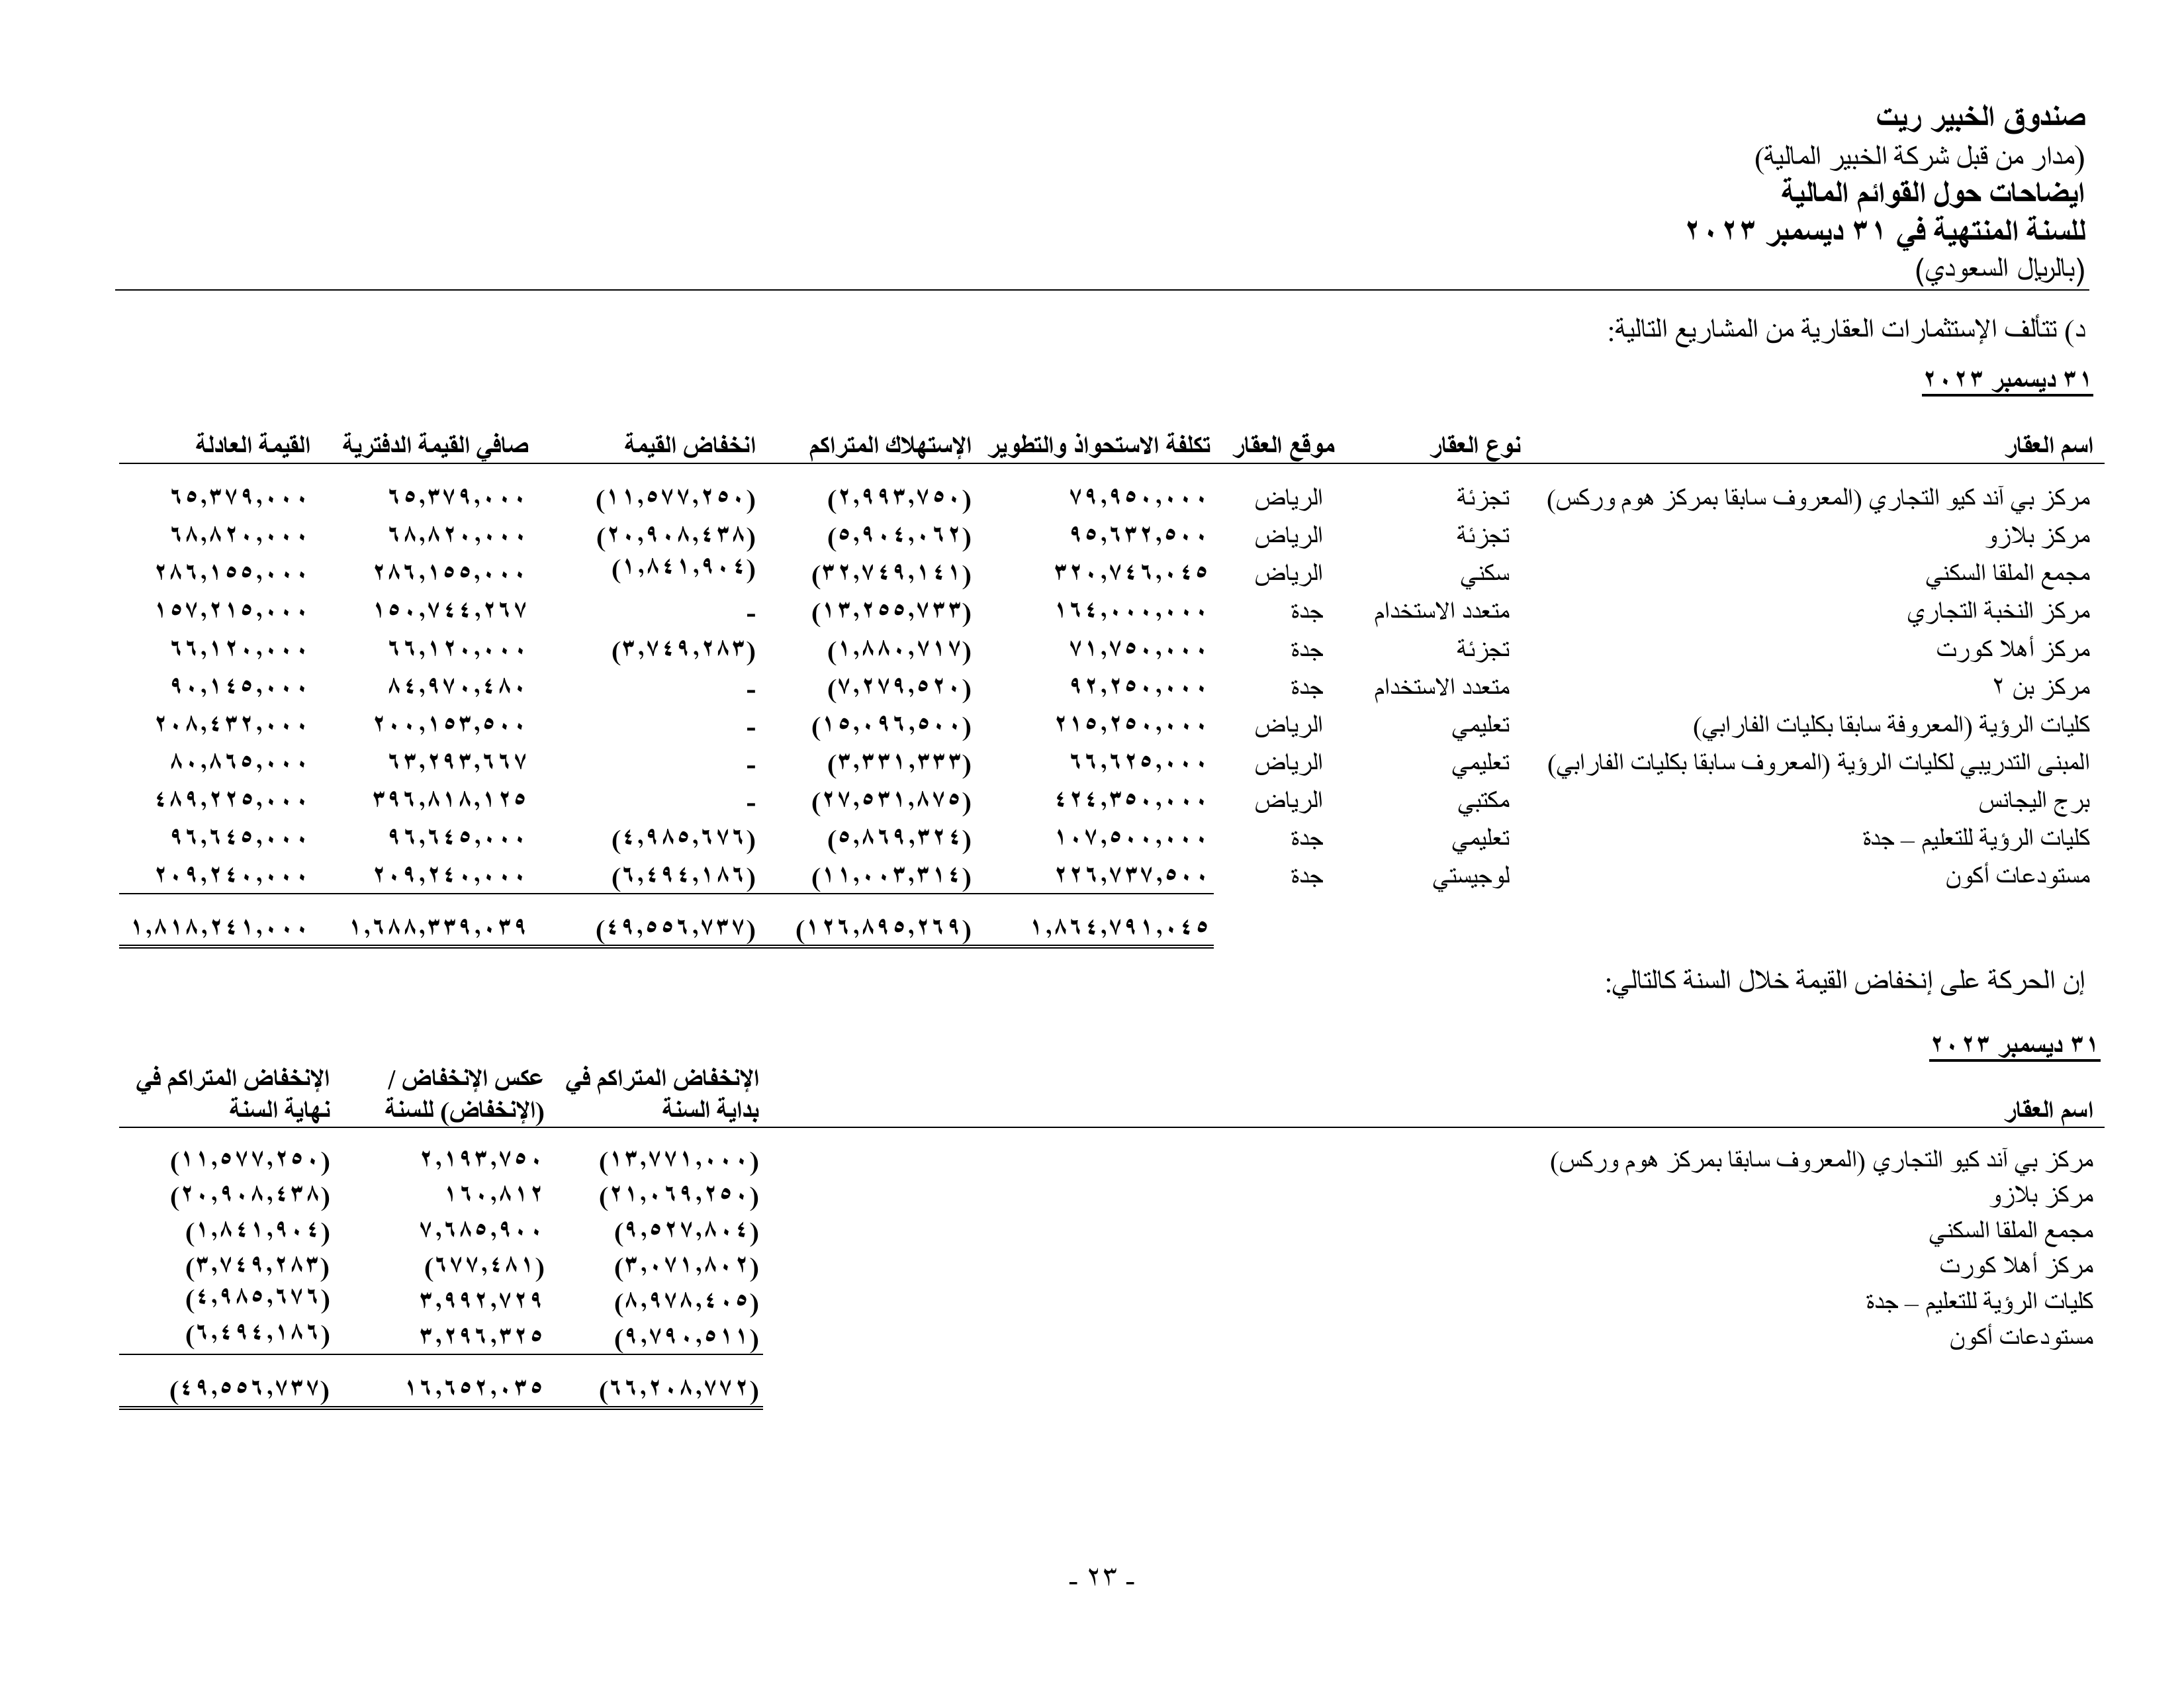 صندوق الخبير ريت
(مدار من قبل شركة الخبير المالية)
ايضاحات حول القوائم المالية
للسنة المنتهية في ٣١ ديسمبر ٢٠٢٣
(بالريال السعودي)
د) تتألف الإستثمارات العقارية من المشاريع التالية:
٣١ ديسمبر ٢٠٢٣
اسم العقار نوع العقار موقع العقار تكلفة الاستحواذ والتطوير الإستهلاك المتراكم انخفاض القيمة صافي القيمة الدفترية القيمة العادلة
مركز بي آند كيو التجاري (المعروف سابقا بمركز هوم وركس) تجزئة الرياض ٧٩,٩٥٠,٠٠٠ (٢,٩٩٣,٧٥٠) (١١,٥٧٧,٢٥٠) ٦٥,٣٧٩,٠٠٠ ٦٥,٣٧٩,٠٠٠
مركز بلازو تجزئة الرياض ٩٥,٦٣٢,٥٠٠ (٥,٩٠٤,٠٦٢) (٢٠,٩٠٨,٤٣٨) ٦٨,٨٢٠,٠٠٠ ٦٨,٨٢٠,٠٠٠
مجمع الملقا السكني سكني الرياض ٣٢٠,٧٤٦,٠٤٥ (٣٢,٧٤٩,١٤١) (١,٨٤١,٩٠٤) ٢٨٦,١٥٥,٠٠٠ ٢٨٦,١٥٥,٠٠٠
مركز النخبة التجاري متعدد الاستخدام جدة ١٦٤,٠٠٠,٠٠٠ (١٣,٢٥٥,٧٣٣) - ١٥٠,٧٤٤,٢٦٧ ١٥٧,٢١٥,٠٠٠
مركز أهلا كورت تجزئة جدة ٧١,٧٥٠,٠٠٠ (١,٨٨٠,٧١٧) (٣,٧٤٩,٢٨٣) ٦٦,١٢٠,٠٠٠ ٦٦,١٢٠,٠٠٠
مركز بن ٢ متعدد الاستخدام جدة ٩٢,٢٥٠,٠٠٠ (٧,٢٧٩,٥٢٠) - ٨٤,٩٧٠,٤٨٠ ٩٠,١٤٥,٠٠٠
كليات الرؤية (المعروفة سابقا بكليات الفارابي) تعليمي الرياض ٢١٥,٢٥٠,٠٠٠ (١٥,٠٩٦,٥٠٠) - ٢٠٠,١٥٣,٥٠٠ ٢٠٨,٤٣٢,٠٠٠
المبنى التدريبي لكليات الرؤية (المعروف سابقا بكليات الفارابي) تعليمي الرياض ٦٦,٦٢٥,٠٠٠ (٣,٣٣١,٣٣٣) - ٦٣,٢٩٣,٦٦٧ ٨٠,٨٦٥,٠٠٠
برج اليجانس مكتبي الرياض ٤٢٤,٣٥٠,٠٠٠ (٢٧,٥٣١,٨٧٥) - ٣٩٦,٨١٨,١٢٥ ٤٨٩,٢٢٥,٠٠٠
كليات الرؤية للتعليم – جدة تعليمي جدة ١٠٧,٥٠٠,٠٠٠ (٥,٨٦٩,٣٢٤) (٤,٩٨٥,٦٧٦) ٩٦,٦٤٥,٠٠٠ ٩٦,٦٤٥,٠٠٠
مستودعات أكون لوجيستي جدة ٢٢٦,٧٣٧,٥٠٠ (١١,٠٠٣,٣١٤) (٦,٤٩٤,١٨٦) ٢٠٩,٢٤٠,٠٠٠ ٢٠٩,٢٤٠,٠٠٠
١,٨٦٤,٧٩١,٠٤٥ (١٢٦,٨٩٥,٢٦٩) (٤٩,٥٥٦,٧٣٧) ١,٦٨٨,٣٣٩,٠٣٩ ١,٨١٨,٢٤١,٠٠٠
إن الحركة على إنخفاض القيمة خلال السنة كالتالي:
٣١ ديسمبر ٢٠٢٣
الإنخفاض المتراكم في عكس الإنخفاض / الإنخفاض المتراكم في
اسم العقار بداية السنة (الإنخفاض) للسنة نهاية السنة
مركز بي آند كيو التجاري (المعروف سابقا بمركز هوم وركس) (١٣,٧٧١,٠٠٠) ٢,١٩٣,٧٥٠ (١١,٥٧٧,٢٥٠)
مركز بلازو (٢١,٠٦٩,٢٥٠) ١٦٠,٨١٢ (٢٠,٩٠٨,٤٣٨)
مجمع الملقا السكني (٩,٥٢٧,٨٠٤) ٧,٦٨٥,٩٠٠ (١,٨٤١,٩٠٤)
مركز أهلا كورت (٣,٠٧١,٨٠٢) (٦٧٧,٤٨١) (٣,٧٤٩,٢٨٣)
كليات الرؤية للتعليم – جدة (٨,٩٧٨,٤٠٥) ٣,٩٩٢,٧٢٩ (٤,٩٨٥,٦٧٦)
مستودعات أكون (٩,٧٩٠,٥١١) ٣,٢٩٦,٣٢٥ (٦,٤٩٤,١٨٦)
(٦٦,٢٠٨,٧٧٢) ١٦,٦٥٢,٠٣٥ (٤٩,٥٥٦,٧٣٧)
- ٢٣ -